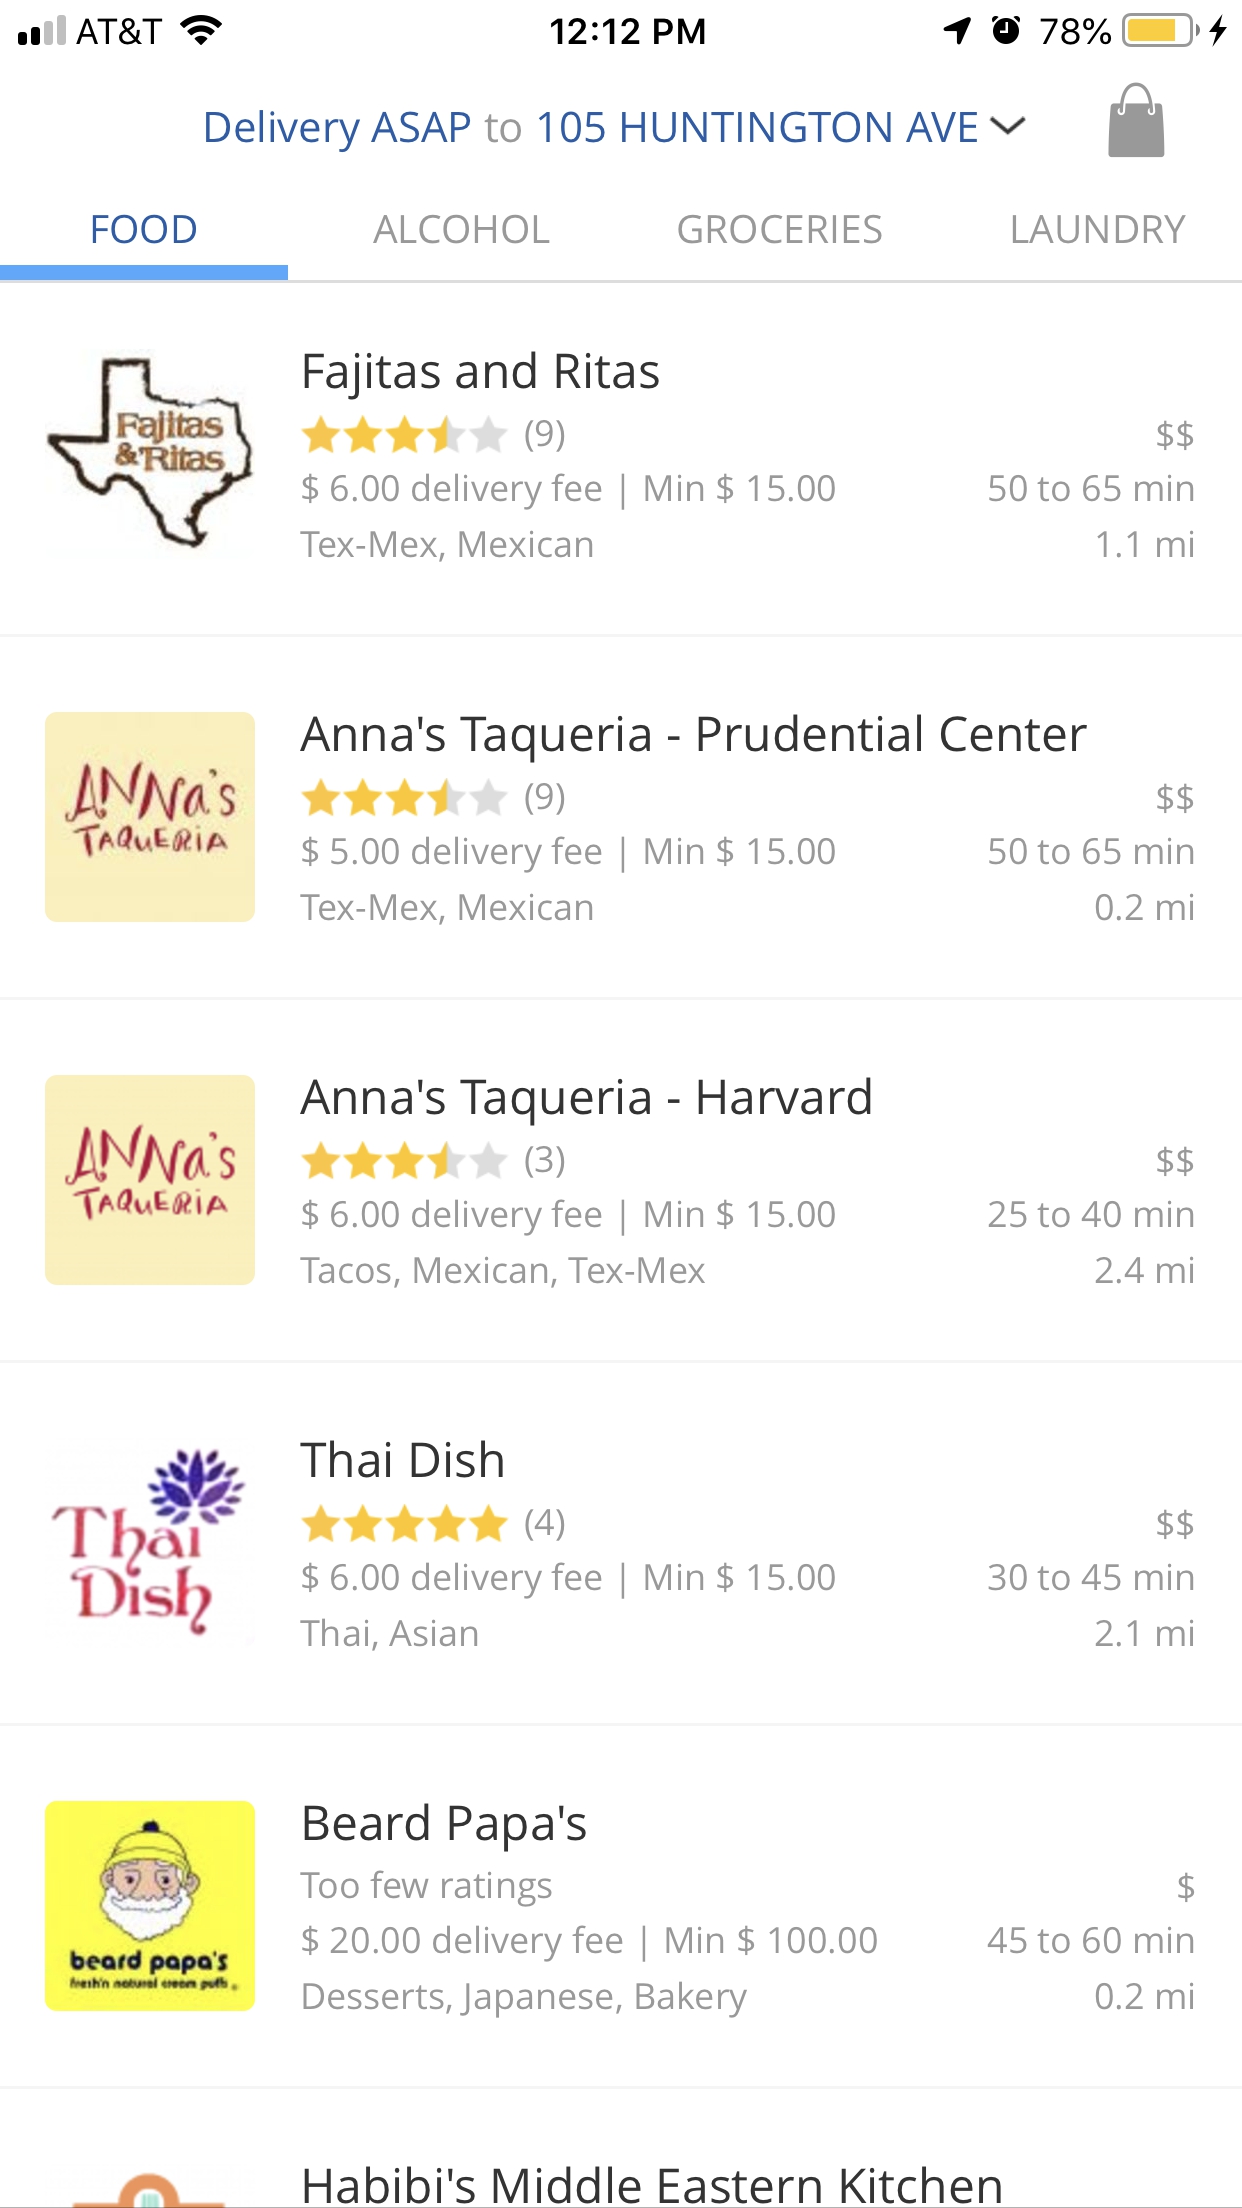 AT&T 12:12 PM 78%
Delivery ASAP to 105 HUNTINGTON AVE
FOOD ALCOHOL GROCERIES LAUNDRY
Fajitas
&Ritas
Fajitas and Ritas
(9) $$
$ 6.00 delivery fee | Min $ 15.00 50 to 65 min
Tex-Mex, Mexican 1.1 mi
ANNa's
TAQUERIA
Anna's Taqueria - Prudential Center
(9) $$
$ 5.00 delivery fee | Min $ 15.00 50 to 65 min
Tex-Mex, Mexican 0.2 mi
ANNa's
TAQUERIA
Anna's Taqueria - Harvard
(3) $$
$ 6.00 delivery fee | Min $ 15.00 25 to 40 min
Tacos, Mexican, Tex-Mex 2.4 mi
Thai
Dish
Thai Dish
(4) $$
$ 6.00 delivery fee | Min $ 15.00 30 to 45 min
Thai, Asian 2.1 mi
beard papa's
fresh'n natural cream puffs
Beard Papa's
Too few ratings $
$ 20.00 delivery fee | Min $ 100.00 45 to 60 min
Desserts, Japanese, Bakery 0.2 mi
Habibi's Middle Eastern Kitchen